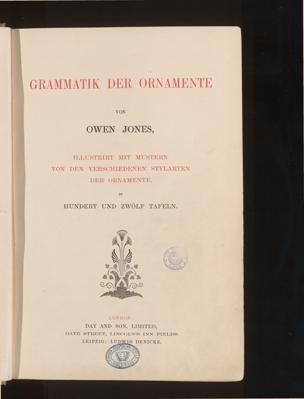 GRAMMATIK DER ORNAMENTE
VON
OWEN JONES,
ILLUSTRIRT MIT MUSTERN
VON DEN VERSCHIEDENEN STYLARTEN
DER ORNAMENTE.
IN
HUNDERT UND ZWÖLF TAFELN.
LONDON
DAY AND SON, LIMITED,
GATE STREET, LINCOLN'S INN FIELDS.
LEIPZIG: LUDWIG DENICKE.